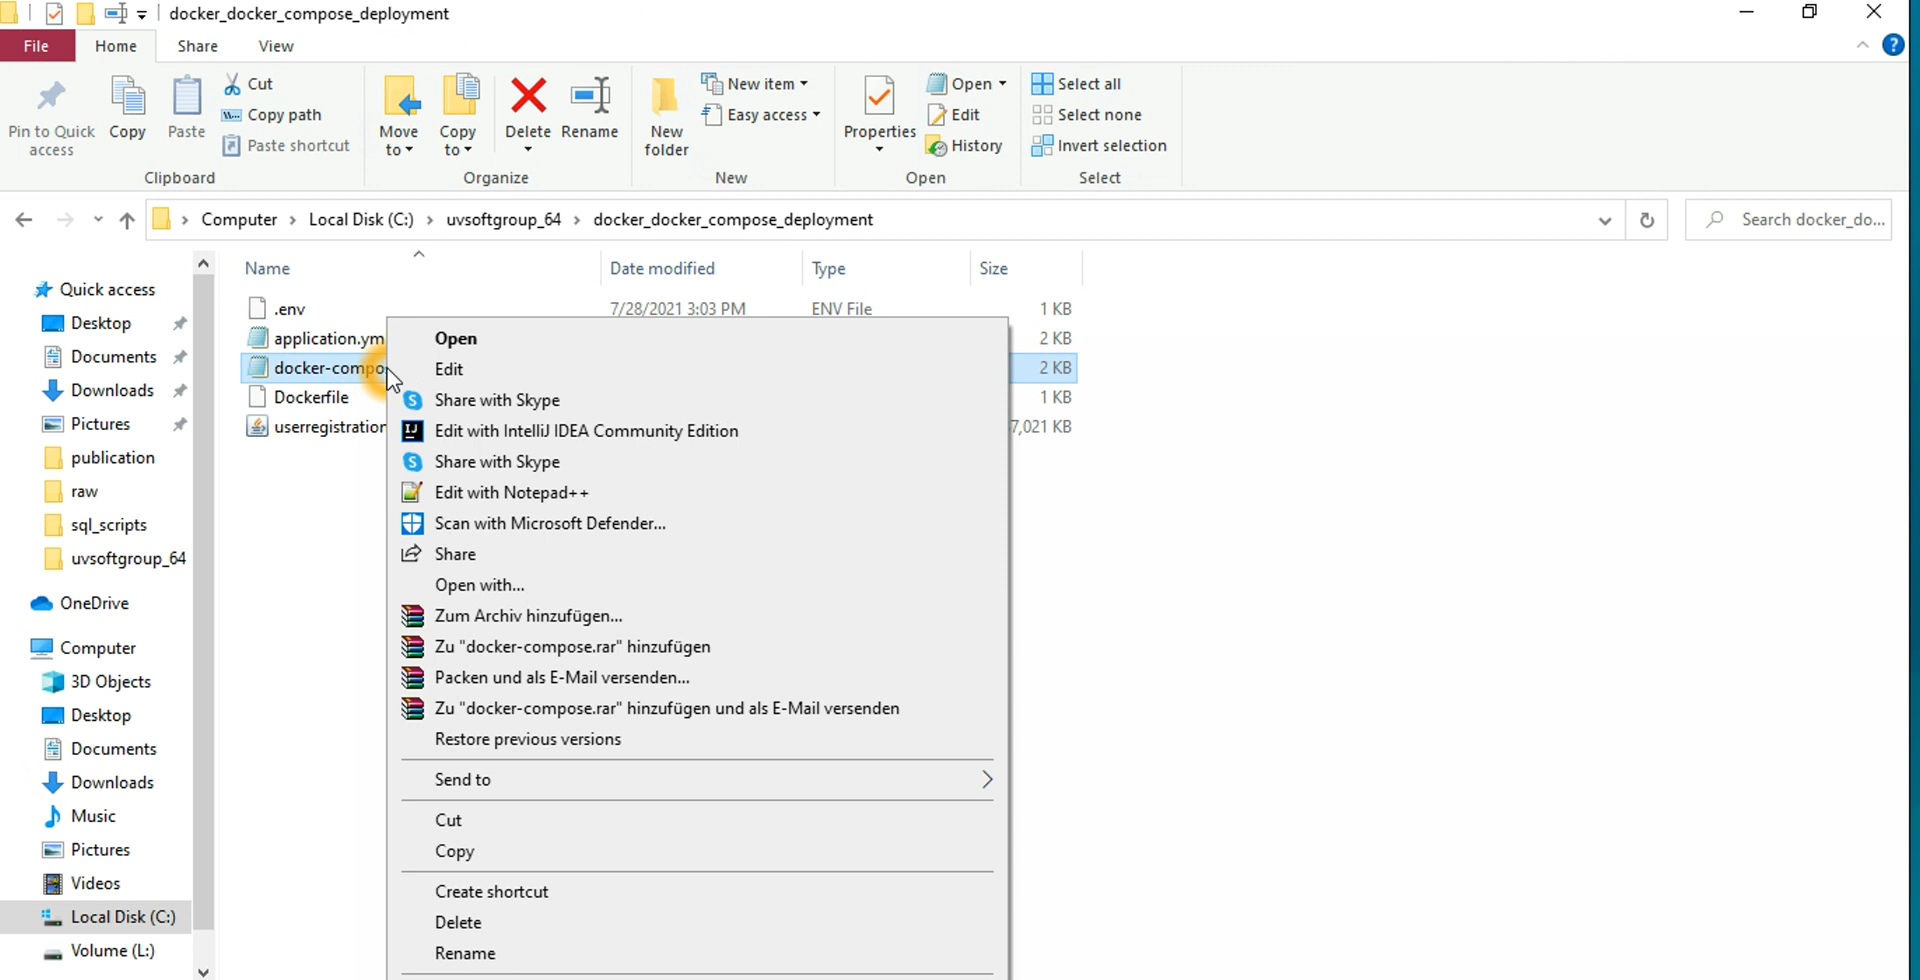 docker_docker_compose_deployment
File Home Share View
Pin to Quick access
Copy
Paste
Cut
Copy path
Paste shortcut
Clipboard
Move to
Copy to
Delete
Rename
Organize
New folder
New item
Easy access
New
Properties
Open
Edit
History
Open
Select all
Select none
Invert selection
Select
Computer > Local Disk (C:) > uvsoftgroup_64 > docker_docker_compose_deployment
Search docker_do...
Quick access
Desktop
Documents
Downloads
Pictures
publication
raw
sql_scripts
uvsoftgroup_64
OneDrive
Computer
3D Objects
Desktop
Documents
Downloads
Music
Pictures
Videos
Local Disk (C:)
Volume (L:)
Name Date modified Type Size
.env 7/28/2021 3:03 PM ENV File 1 KB
application.ym 2 KB
docker-compo 2 KB
Dockerfile 1 KB
userregistration 7,021 KB
Open
Edit
Share with Skype
IJ Edit with IntelliJ IDEA Community Edition
Share with Skype
Edit with Notepad++
Scan with Microsoft Defender...
Share
Open with...
Zum Archiv hinzufügen...
Zu "docker-compose.rar" hinzufügen
Packen und als E-Mail versenden...
Zu "docker-compose.rar" hinzufügen und als E-Mail versenden
Restore previous versions
Send to
Cut
Copy
Create shortcut
Delete
Rename